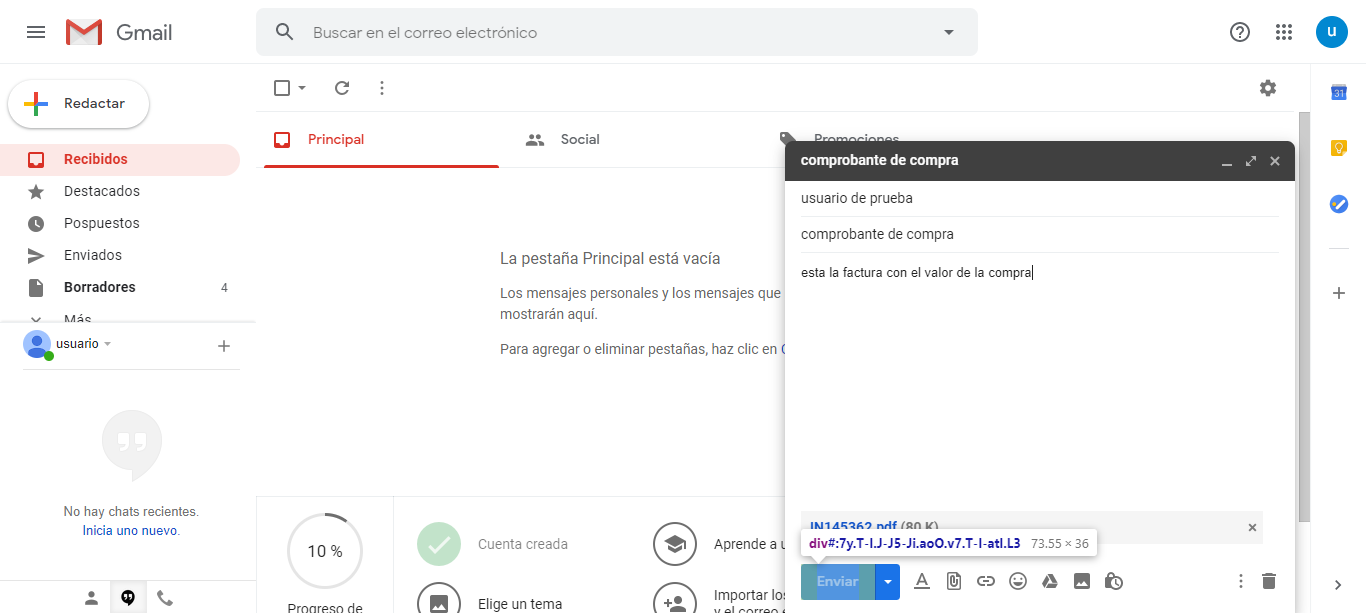 Gmail
Buscar en el correo electrónico
u
Redactar
Recibidos
Destacados
Pospuestos
Enviados
Borradores 4
Más
usuario
No hay chats recientes.
Inicia uno nuevo.
Principal
Social
Promociones
La pestaña Principal está vacía
Los mensajes personales y los mensajes que
mostrarán aquí.
Para agregar o eliminar pestañas, haz clic en
10 %
Progreso de
Cuenta creada
Elige un tema
Aprende a u
Importar los
y el correo e
comprobante de compra
usuario de prueba
comprobante de compra
esta la factura con el valor de la compra
IN145362.pdf (80 K)
div#:7y.T-I.J-J5-Ji.aoO.v7.T-I-atl.L3 73.55 × 36
Enviar
31